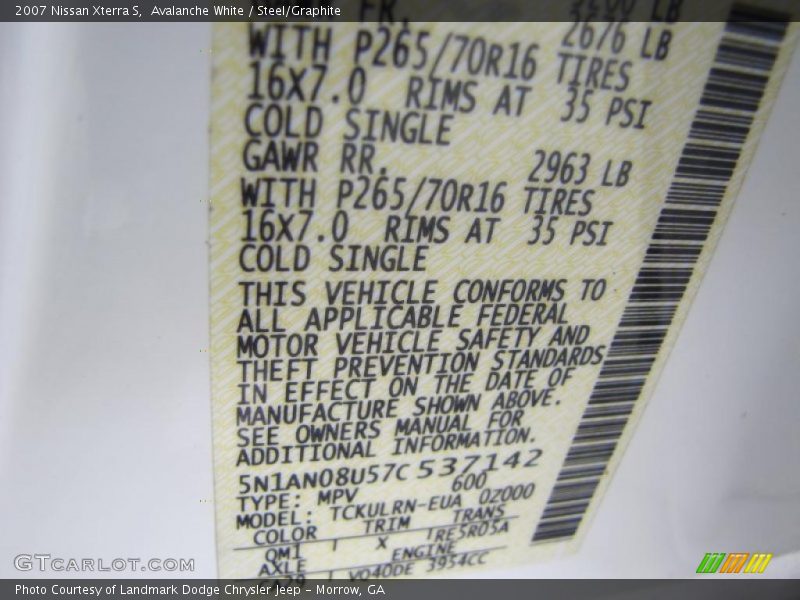 2007 Nissan Xterra S,  Avalanche White / Steel/Graphite
FR.
2676 LB
WITH P265/70R16 TIRES
16X7.0 RIMS AT 35 PSI
COLD SINGLE
GAWR RR. 2963 LB
WITH P265/70R16 TIRES
16X7.0 RIMS AT 35 PSI
COLD SINGLE
THIS VEHICLE CONFORMS TO
ALL APPLICABLE FEDERAL
MOTOR VEHICLE SAFETY AND
THEFT PREVENTION STANDARDS
IN EFFECT ON THE DATE OF
MANUFACTURE SHOWN ABOVE.
SEE OWNERS MANUAL FOR
ADDITIONAL INFORMATION.
5N1AN08U57C537142
TYPE: MPV 600
MODEL: TCKULRN-EUA 0Z000
COLOR TRIM TRANS
QM1 X TRE5R05A
AXLE ENGINE
VQ40DE 3954CC
GTcarlot.com
Photo Courtesy of Landmark Dodge Chrysler Jeep – Morrow, GA